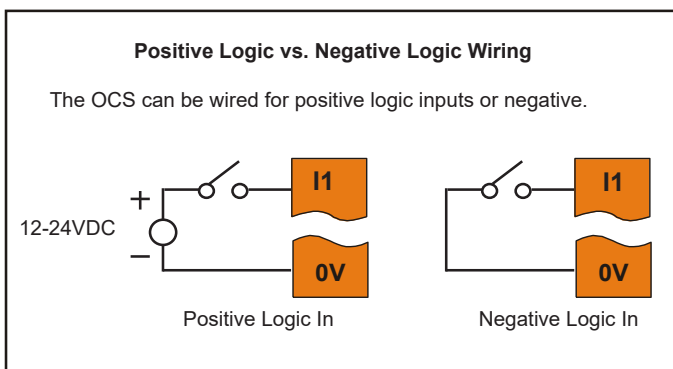 Positive Logic vs. Negative Logic Wiring
The OCS can be wired for positive logic inputs or negative.
I1
I1
+
12-24VDC
−
0V
0V
Positive Logic In
Negative Logic In